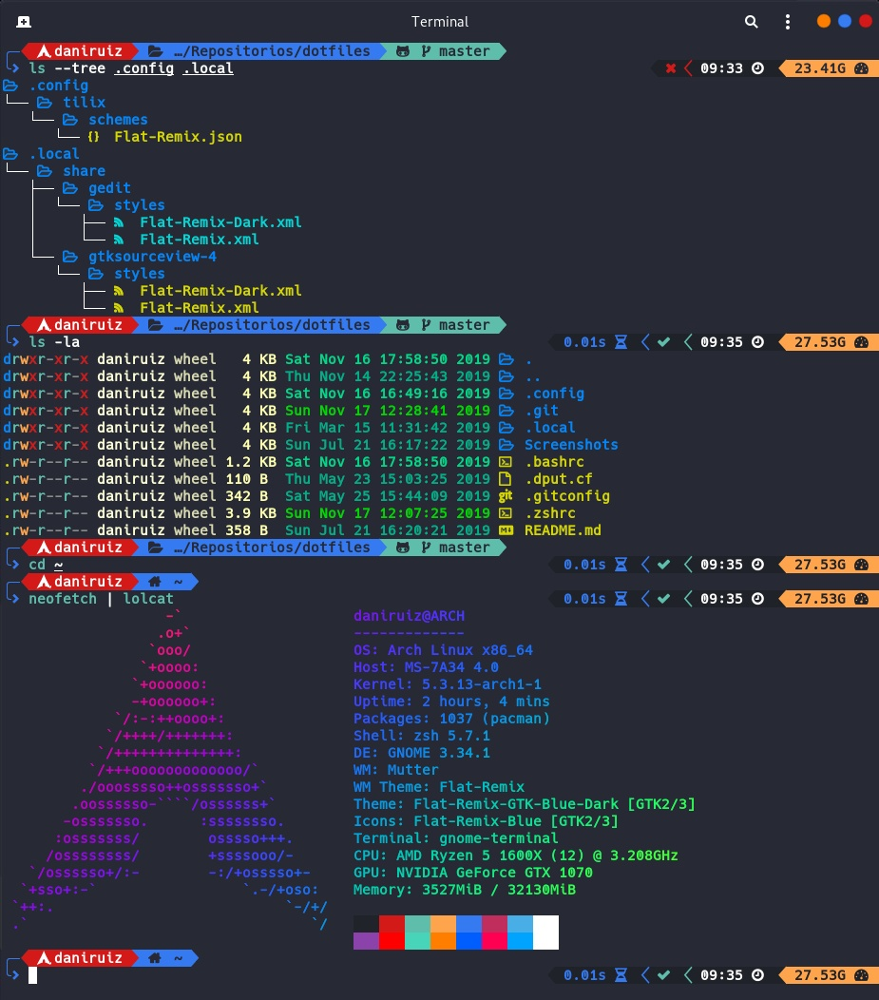 Terminal
daniruiz …/Repositorios/dotfiles master
ls --tree .config .local 09:33 23.41G
.config
tilix
schemes
{} Flat-Remix.json
.local
share
gedit
styles
Flat-Remix-Dark.xml
Flat-Remix.xml
gtksourceview-4
styles
Flat-Remix-Dark.xml
Flat-Remix.xml
daniruiz …/Repositorios/dotfiles master
ls -la 0.01s 09:35 27.53G
drwxr-xr-x daniruiz wheel 4 KB Sat Nov 16 17:58:50 2019 .
drwxr-xr-x daniruiz wheel 4 KB Thu Nov 14 22:25:43 2019 ..
drwxr-xr-x daniruiz wheel 4 KB Sat Nov 16 16:49:16 2019 .config
drwxr-xr-x daniruiz wheel 4 KB Sun Nov 17 12:28:41 2019 .git
drwxr-xr-x daniruiz wheel 4 KB Fri Mar 15 11:31:42 2019 .local
drwxr-xr-x daniruiz wheel 4 KB Sun Jul 21 16:17:22 2019 Screenshots
.rw-r--r-- daniruiz wheel 1.2 KB Sat Nov 16 17:58:50 2019 .bashrc
.rw-r--r-- daniruiz wheel 110 B Thu May 23 15:03:25 2019 .dput.cf
.rw-r--r-- daniruiz wheel 342 B Sat May 25 15:44:09 2019 git .gitconfig
.rw-r--r-- daniruiz wheel 3.9 KB Sun Nov 17 12:07:25 2019 .zshrc
.rw-r--r-- daniruiz wheel 358 B Sun Jul 21 16:20:21 2019 README.md
daniruiz …/Repositorios/dotfiles master
cd ~ 0.01s 09:35 27.53G
daniruiz ~
neofetch | lolcat 0.01s 09:35 27.53G
-` daniruiz@ARCH
.o+` -------------
`ooo/ OS: Arch Linux x86_64
`+oooo: Host: MS-7A34 4.0
`+oooooo: Kernel: 5.3.13-arch1-1
-+oooooo+: Uptime: 2 hours, 4 mins
`/:-:++oooo+: Packages: 1037 (pacman)
`/++++/+++++++: Shell: zsh 5.7.1
`/++++++++++++++: DE: GNOME 3.34.1
`/+++ooooooooooooo/` WM: Mutter
./ooosssso++osssssso+` WM Theme: Flat-Remix
.oossssso-````/ossssss+` Theme: Flat-Remix-GTK-Blue-Dark [GTK2/3]
-osssssso. :ssssssso. Icons: Flat-Remix-Blue [GTK2/3]
:osssssss/ osssso+++. Terminal: gnome-terminal
/ossssssss/ +ssssooo/- CPU: AMD Ryzen 5 1600X (12) @ 3.208GHz
`/ossssso+/:- -:/+osssso+- GPU: NVIDIA GeForce GTX 1070
`+sso+:-` `.-/+oso: Memory: 3527MiB / 32130MiB
`++:. `-/+/
.` `/
daniruiz ~
0.01s 09:35 27.53G